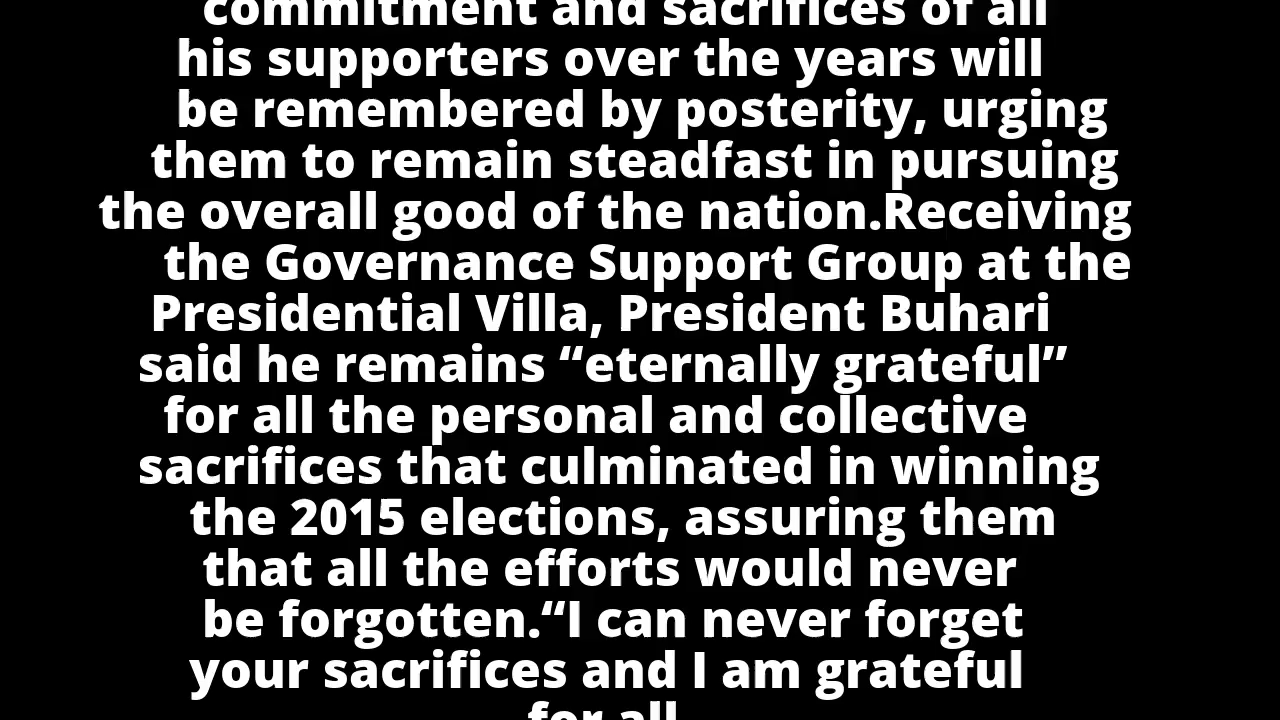 commitment and sacrifices of all
his supporters over the years will
be remembered by posterity, urging
them to remain steadfast in pursuing
the overall good of the nation.Receiving
the Governance Support Group at the
Presidential Villa, President Buhari
said he remains “eternally grateful”
for all the personal and collective
sacrifices that culminated in winning
the 2015 elections, assuring them
that all the efforts would never
be forgotten.“I can never forget
your sacrifices and I am grateful
for all